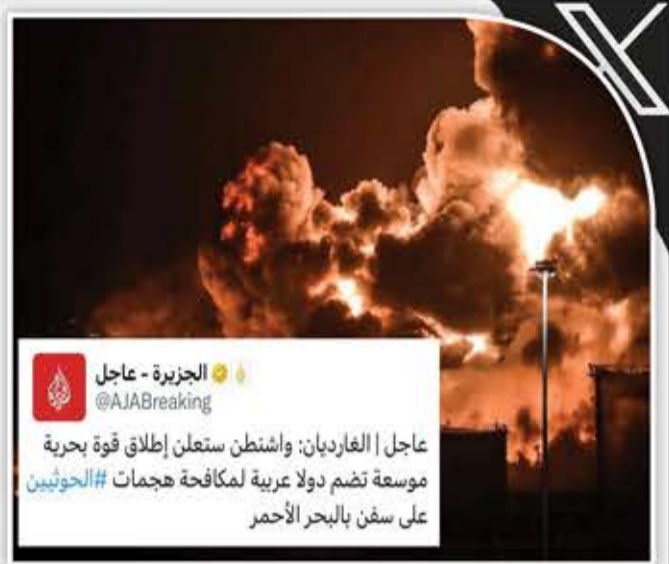 الجزيرة - عاجل
@AJABreaking
عاجل | الغارديان: واشنطن ستعلن إطلاق قوة بحرية
موسعة تضم دولا عربية لمكافحة هجمات #الحوثيين
على سفن بالبحر الأحمر